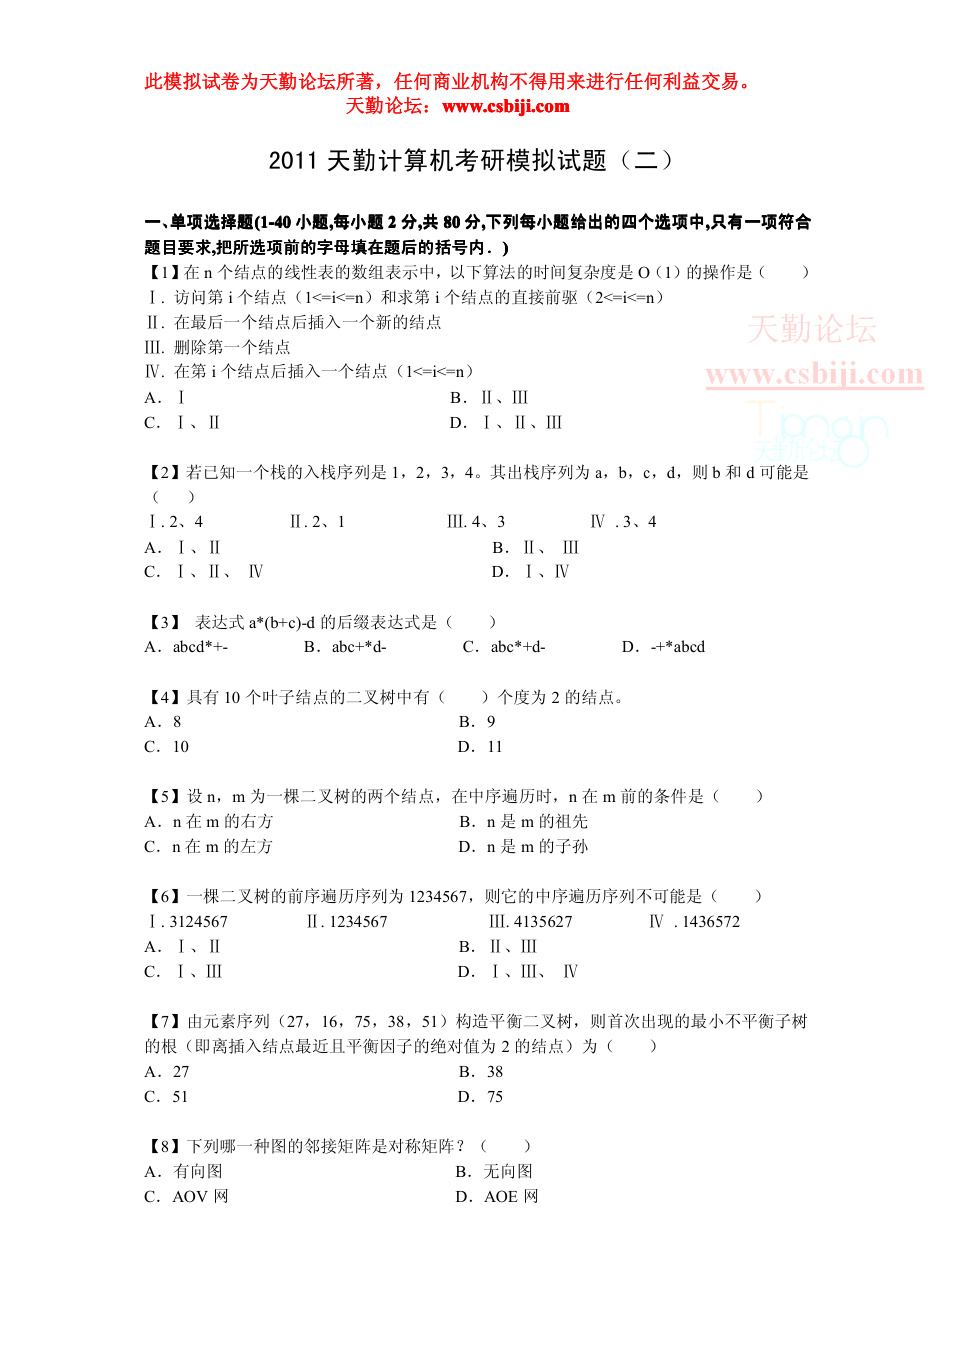 此模拟试卷为天勤论坛所著，任何商业机构不得用来进行任何利益交易。
天勤论坛：www.csbiji.com
2011 天勤计算机考研模拟试题（二）
一、单项选择题(1-40 小题,每小题 2 分,共 80 分,下列每小题给出的四个选项中,只有一项符合
题目要求,把所选项前的字母填在题后的括号内．)
【1】在 n 个结点的线性表的数组表示中，以下算法的时间复杂度是 O（1）的操作是（　　）
Ⅰ. 访问第 i 个结点（1<=i<=n）和求第 i 个结点的直接前驱（2<=i<=n）
Ⅱ. 在最后一个结点后插入一个新的结点
Ⅲ. 删除第一个结点
Ⅳ. 在第 i 个结点后插入一个结点（1<=i<=n）
A．Ⅰ B．Ⅱ、Ⅲ
C．Ⅰ、Ⅱ D．Ⅰ、Ⅱ、Ⅲ
天勤论坛
www.csbiji.com
Tianqin
天勤论坛
【2】若已知一个栈的入栈序列是 1，2，3，4。其出栈序列为 a，b，c，d，则 b 和 d 可能是
（　　）
Ⅰ. 2、4 Ⅱ. 2、1 Ⅲ. 4、3 Ⅳ . 3、4
A．Ⅰ、Ⅱ B．Ⅱ、 Ⅲ
C．Ⅰ、Ⅱ、 Ⅳ D．Ⅰ、Ⅳ
【3】 表达式 a*(b+c)-d 的后缀表达式是（　　）
A．abcd*+- B．abc+*d- C．abc*+d- D．-+*abcd
【4】具有 10 个叶子结点的二叉树中有（　　）个度为 2 的结点。
A．8 B．9
C．10 D．11
【5】设 n，m 为一棵二叉树的两个结点，在中序遍历时，n 在 m 前的条件是（　　）
A．n 在 m 的右方 B．n 是 m 的祖先
C．n 在 m 的左方 D．n 是 m 的子孙
【6】一棵二叉树的前序遍历序列为 1234567，则它的中序遍历序列不可能是（　　）
Ⅰ. 3124567 Ⅱ. 1234567 Ⅲ. 4135627 Ⅳ . 1436572
A．Ⅰ、Ⅱ B．Ⅱ、Ⅲ
C．Ⅰ、Ⅲ D．Ⅰ、Ⅲ、 Ⅳ
【7】由元素序列（27，16，75，38，51）构造平衡二叉树，则首次出现的最小不平衡子树
的根（即离插入结点最近且平衡因子的绝对值为 2 的结点）为（　　）
A．27 B．38
C．51 D．75
【8】下列哪一种图的邻接矩阵是对称矩阵？（　　）
A．有向图 B．无向图
C．AOV 网 D．AOE 网